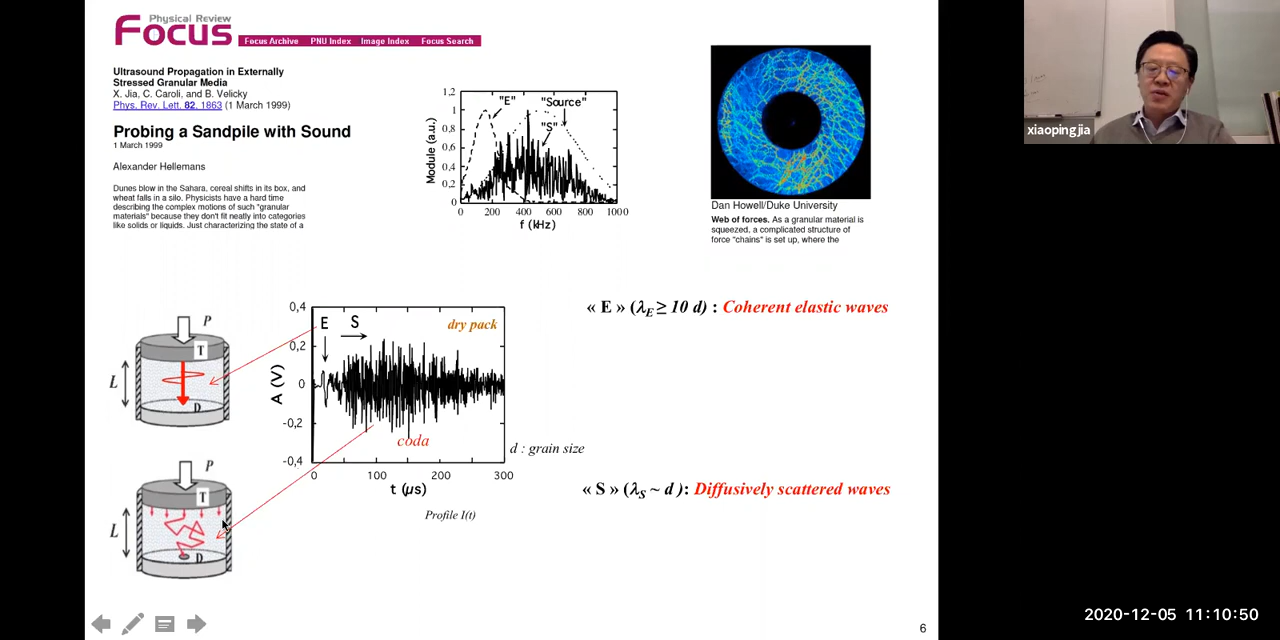 Physical Review
Focus
Focus Archive PNU Index Image Index Focus Search
Ultrasound Propagation in Externally
Stressed Granular Media
X. Jia, C. Caroli, and B. Velicky
Phys. Rev. Lett. 82, 1863 (1 March 1999)
Probing a Sandpile with Sound
1 March 1999
Alexander Hellemans
Dunes blow in the Sahara, cereal shifts in its box, and
wheat falls in a silo. Physicists have a hard time
describing the complex motions of such "granular
materials" because they don't fit neatly into categories
like solids or liquids. Just characterizing the state of a
1,2
1
0,8
0,6
0,4
0,2
0
Module (a.u.)
"E"
"Source"
"S"
0 200 400 600 800 1000
f (kHz)
Dan Howell/Duke University
Web of forces. As a granular material is
squeezed, a complicated structure of
force "chains" is set up, where the
xiaopingjia
P
T
L
D
0,4
0,2
0
-0,2
-0,4
A (V)
E
S
dry pack
coda
0 100 200 300
t (µs)
d : grain size
Profile I(t)
« E » (λE ≥ 10 d) : Coherent elastic waves
P
T
L
D
« S » (λS ~ d ): Diffusively scattered waves
6
2020-12-05 11:10:50